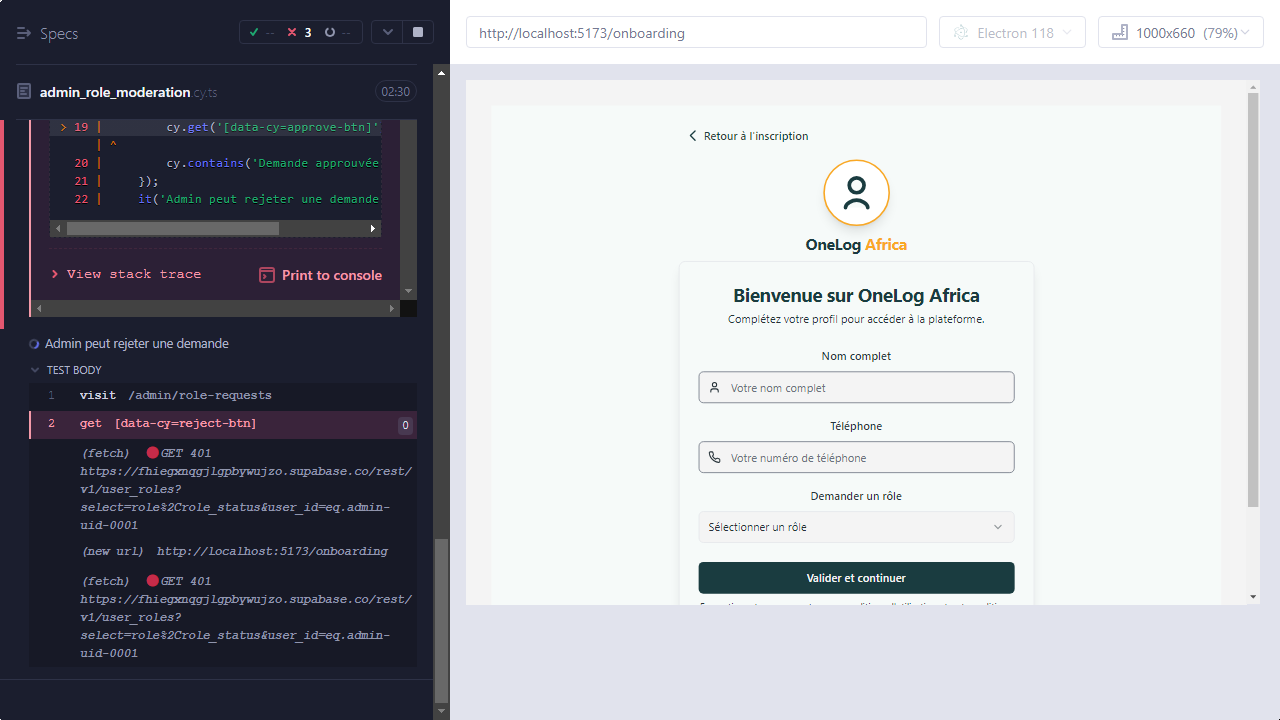 Specs
-- 3 --
http://localhost:5173/onboarding
Electron 118
1000x660 (79%)
admin_role_moderation.cy.ts
02:30
> 19 | cy.get('[data-cy=approve-btn]'
| ^
20 | cy.contains('Demande approuvée
21 | });
22 | it('Admin peut rejeter une demande
View stack trace
Print to console
Admin peut rejeter une demande
TEST BODY
1 visit /admin/role-requests
2 get [data-cy=reject-btn] 0
(fetch) GET 401
https://fhiegxnqgjlgpbywujzo.supabase.co/rest/
v1/user_roles?
select=role%2Crole_status&user_id=eq.admin-
uid-0001
(new url) http://localhost:5173/onboarding
(fetch) GET 401
https://fhiegxnqgjlgpbywujzo.supabase.co/rest/
v1/user_roles?
select=role%2Crole_status&user_id=eq.admin-
uid-0001
Retour à l'inscription
OneLog Africa
Bienvenue sur OneLog Africa
Complétez votre profil pour accéder à la plateforme.
Nom complet
Votre nom complet
Téléphone
Votre numéro de téléphone
Demander un rôle
Sélectionner un rôle
Valider et continuer